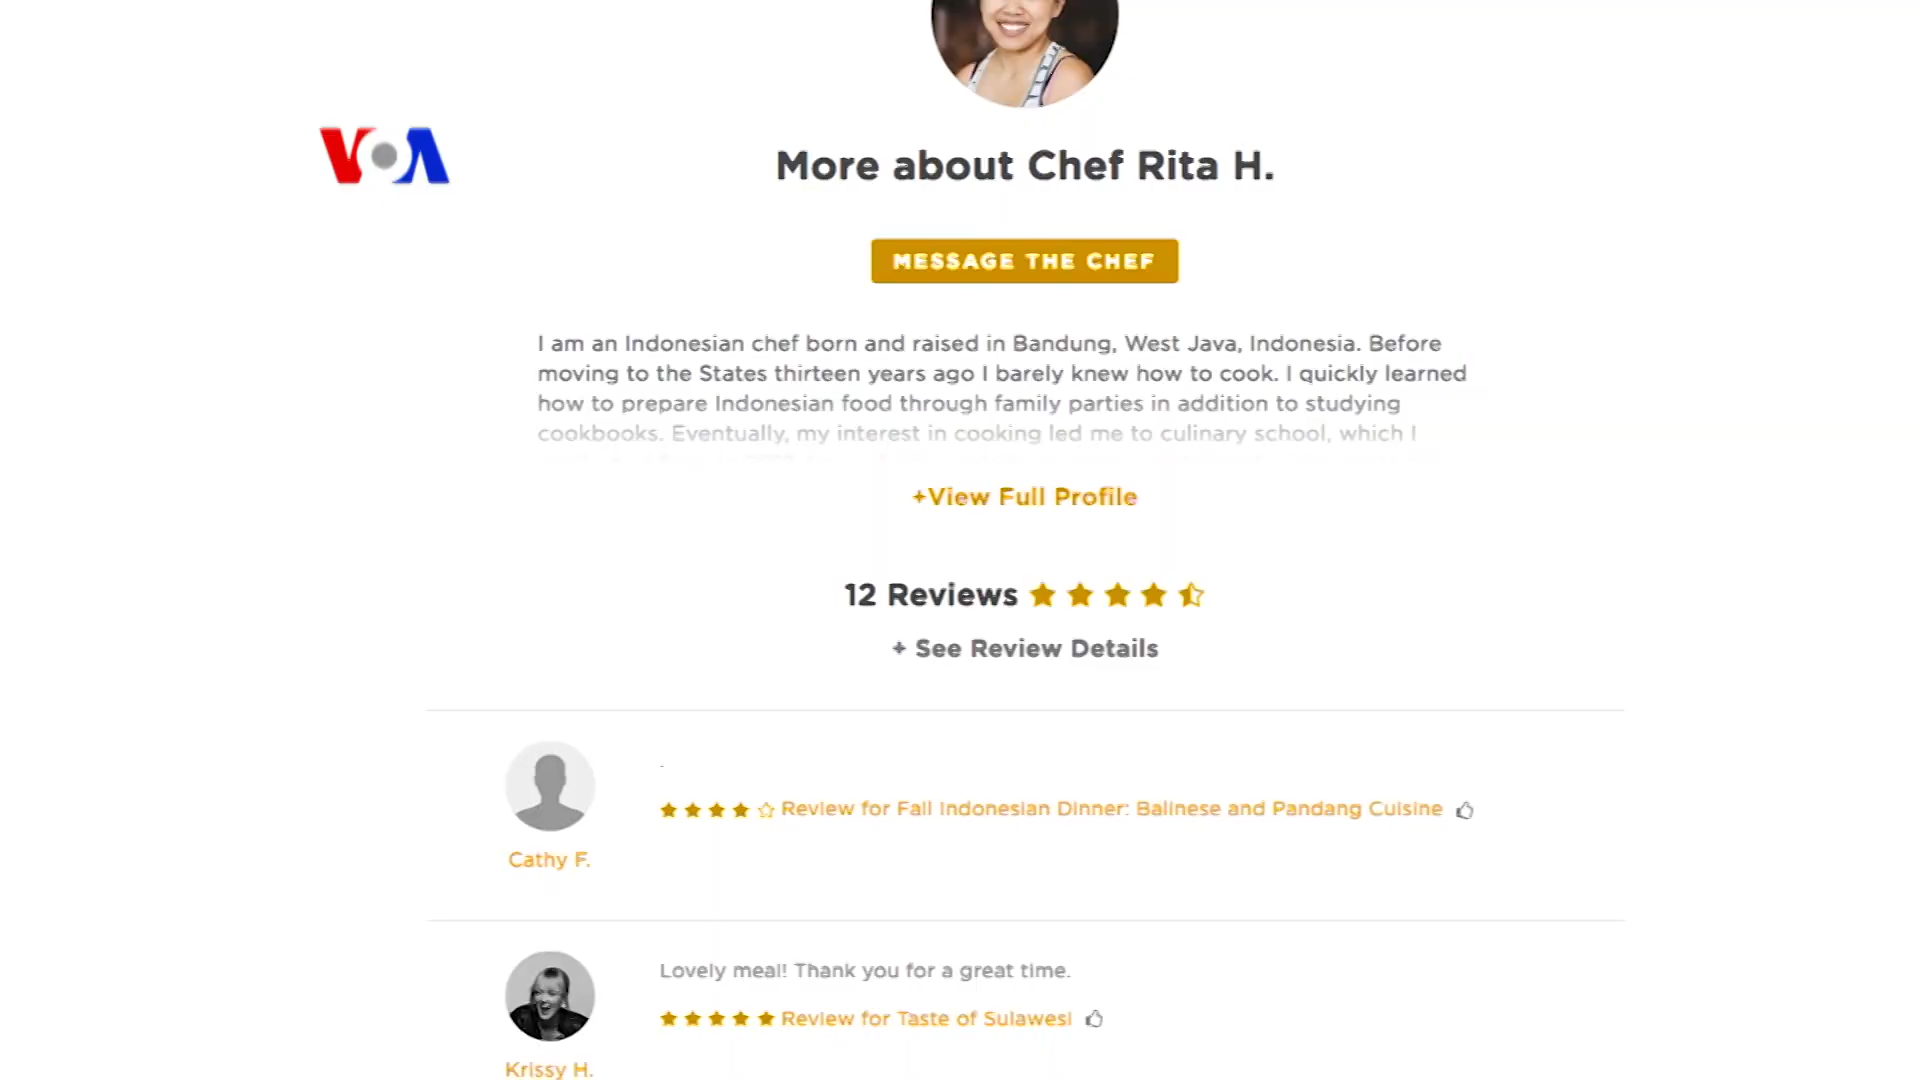 VOA
More about Chef Rita H.
MESSAGE THE CHEF
I am an Indonesian chef born and raised in Bandung, West Java, Indonesia. Before
moving to the States thirteen years ago I barely knew how to cook. I quickly learned
how to prepare Indonesian food through family parties in addition to studying
cookbooks. Eventually, my interest in cooking led me to culinary school, which I
+View Full Profile
12 Reviews
+ See Review Details
.
Review for Fall Indonesian Dinner: Balinese and Pandang Cuisine
Cathy F.
Lovely meal! Thank you for a great time.
Review for Taste of Sulawesi
Krissy H.